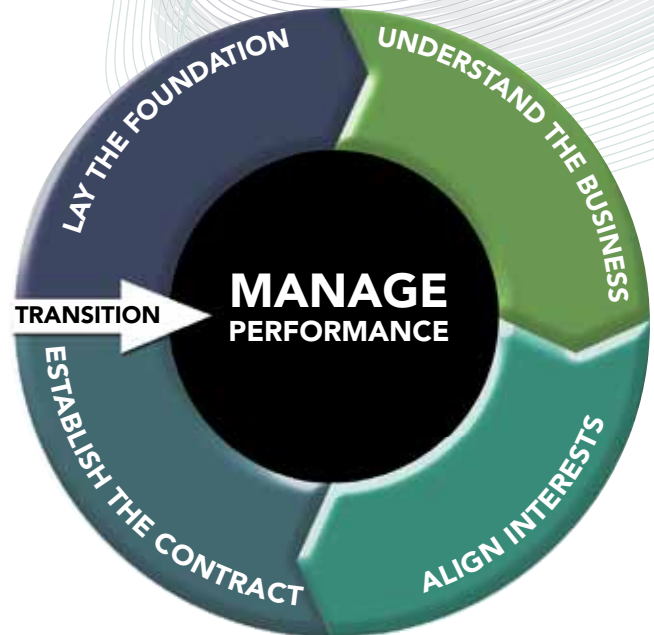 LAY THE FOUNDATION
UNDERSTAND THE BUSINESS
ALIGN INTERESTS
ESTABLISH THE CONTRACT
TRANSITION
MANAGE
PERFORMANCE